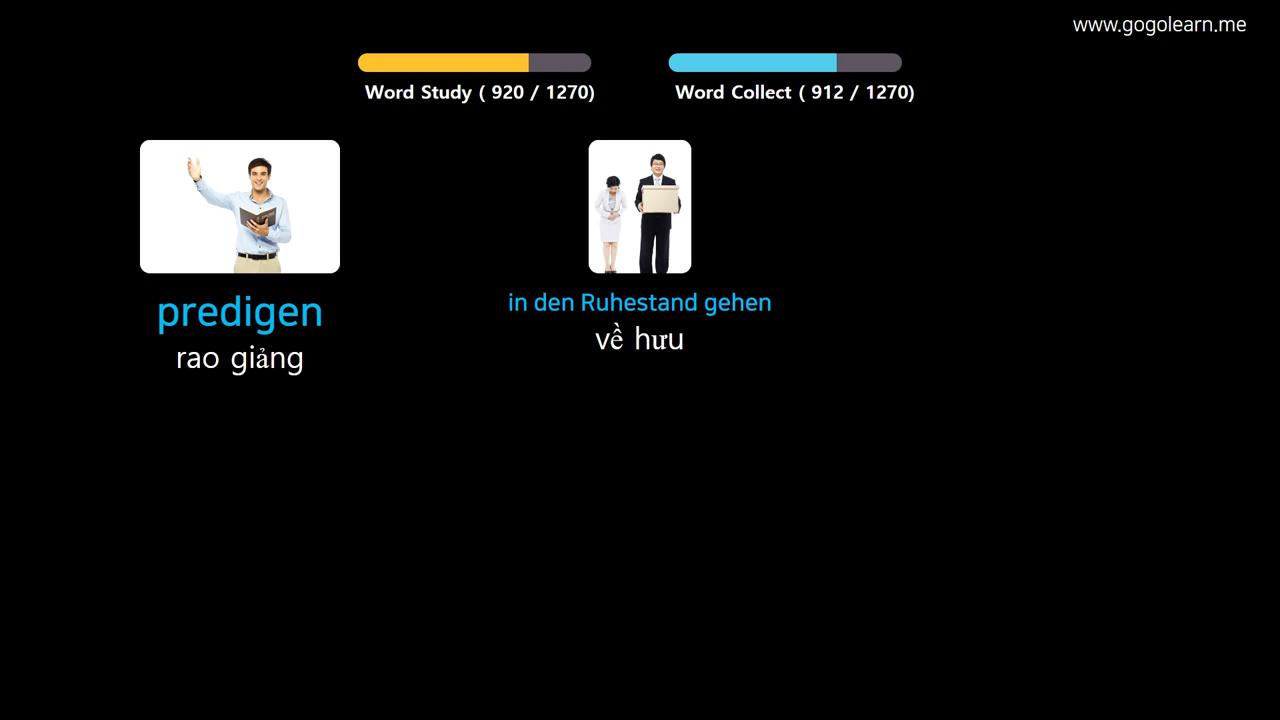 www.gogolearn.me
Word Study ( 920 / 1270)
Word Collect ( 912 / 1270)
predigen
rao giảng
in den Ruhestand gehen
về hưu